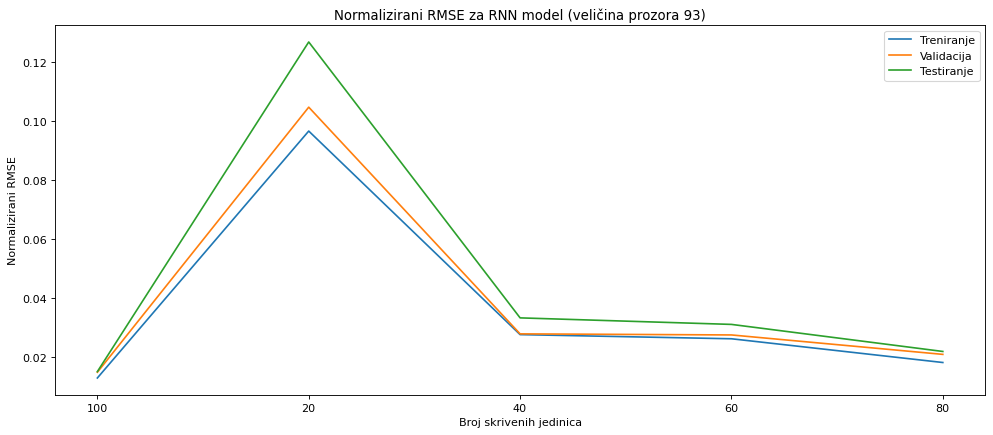 Normalizirani RMSE za RNN model (veličina prozora 93)
Treniranje
Validacija
Testiranje
Normalizirani RMSE
0.12
0.10
0.08
0.06
0.04
0.02
100 20 40 60 80
Broj skrivenih jedinica